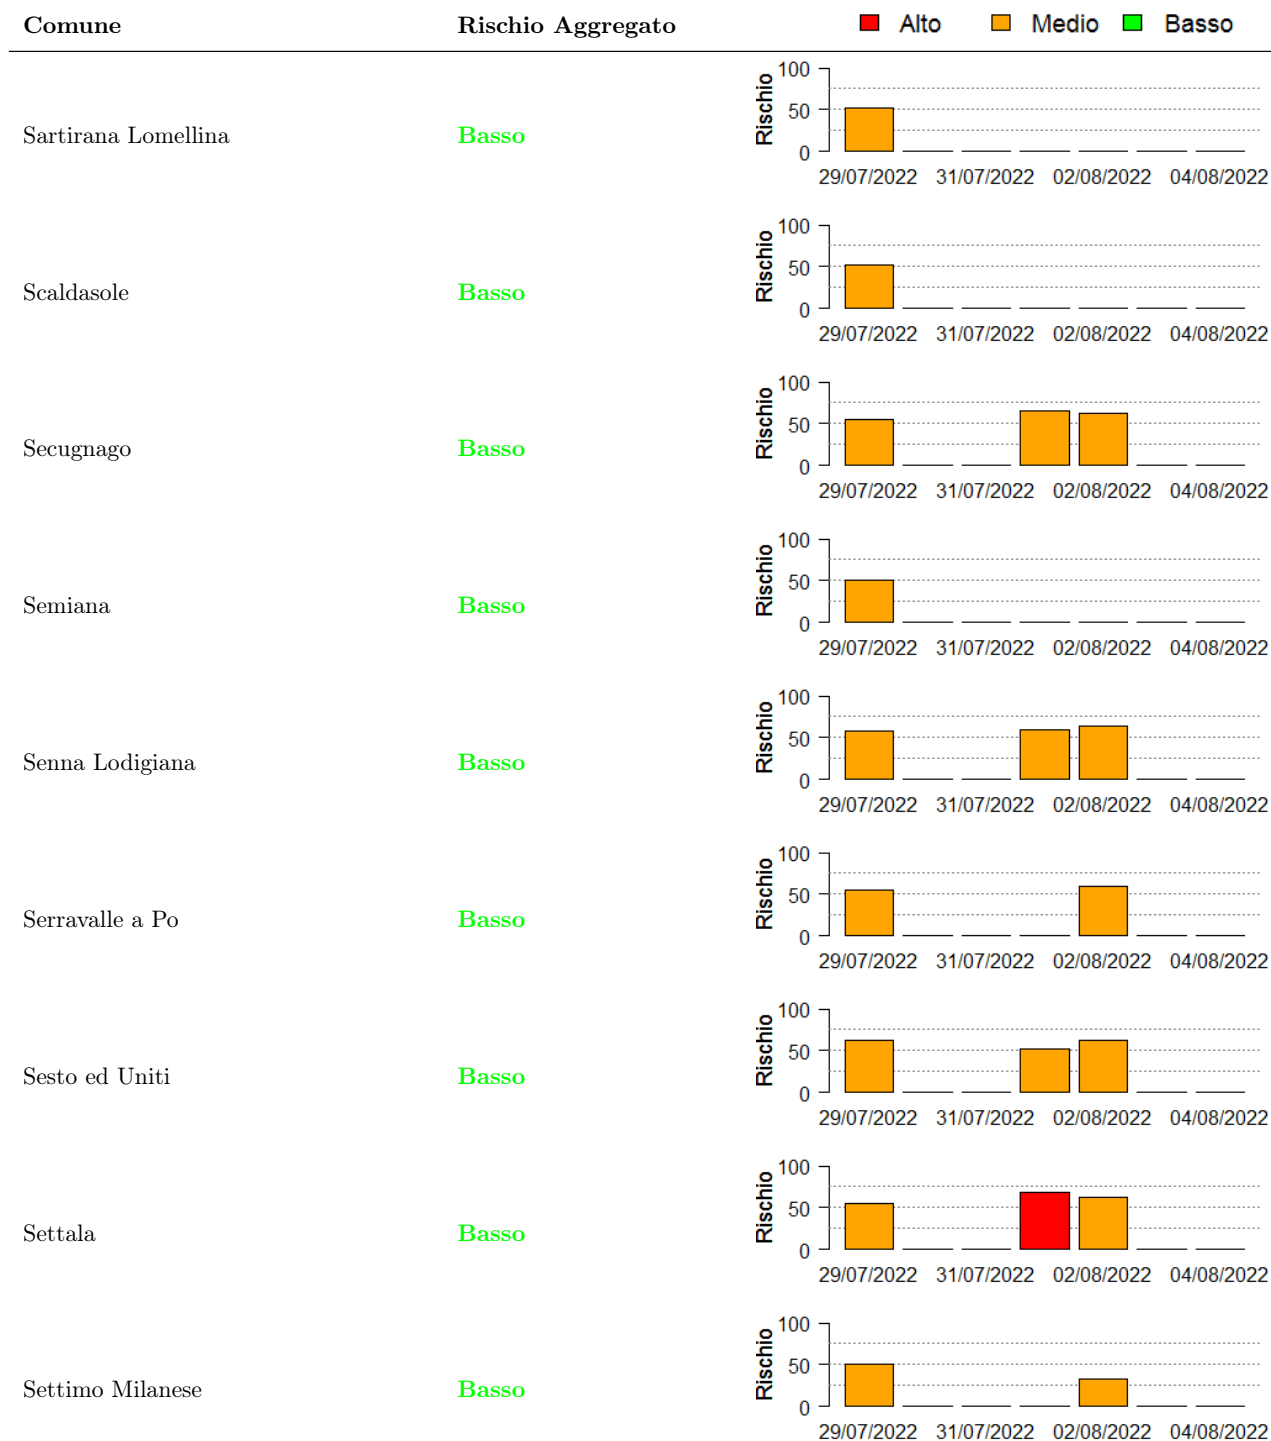 Comune Rischio Aggregato Alto Medio Basso
100
50
0
Rischio
Sartirana Lomellina Basso
29/07/2022 31/07/2022 02/08/2022 04/08/2022
100
50
0
Rischio
Scaldasole Basso
29/07/2022 31/07/2022 02/08/2022 04/08/2022
100
50
0
Rischio
Secugnago Basso
29/07/2022 31/07/2022 02/08/2022 04/08/2022
100
50
0
Rischio
Semiana Basso
29/07/2022 31/07/2022 02/08/2022 04/08/2022
100
50
0
Rischio
Senna Lodigiana Basso
29/07/2022 31/07/2022 02/08/2022 04/08/2022
100
50
0
Rischio
Serravalle a Po Basso
29/07/2022 31/07/2022 02/08/2022 04/08/2022
100
50
0
Rischio
Sesto ed Uniti Basso
29/07/2022 31/07/2022 02/08/2022 04/08/2022
100
50
0
Rischio
Settala Basso
29/07/2022 31/07/2022 02/08/2022 04/08/2022
100
50
0
Rischio
Settimo Milanese Basso
29/07/2022 31/07/2022 02/08/2022 04/08/2022